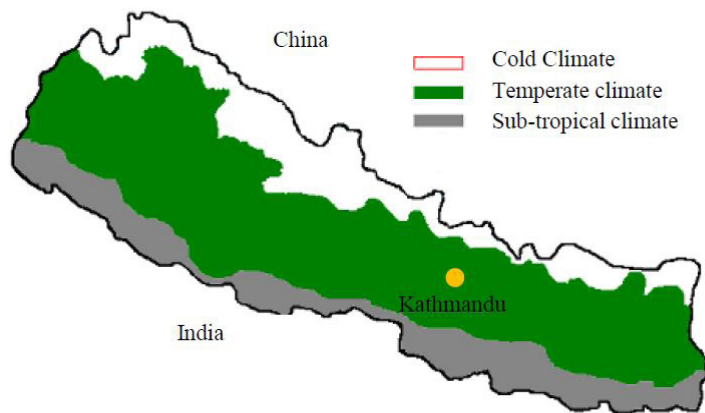 China
Cold Climate
Temperate climate
Sub-tropical climate
Kathmandu
India